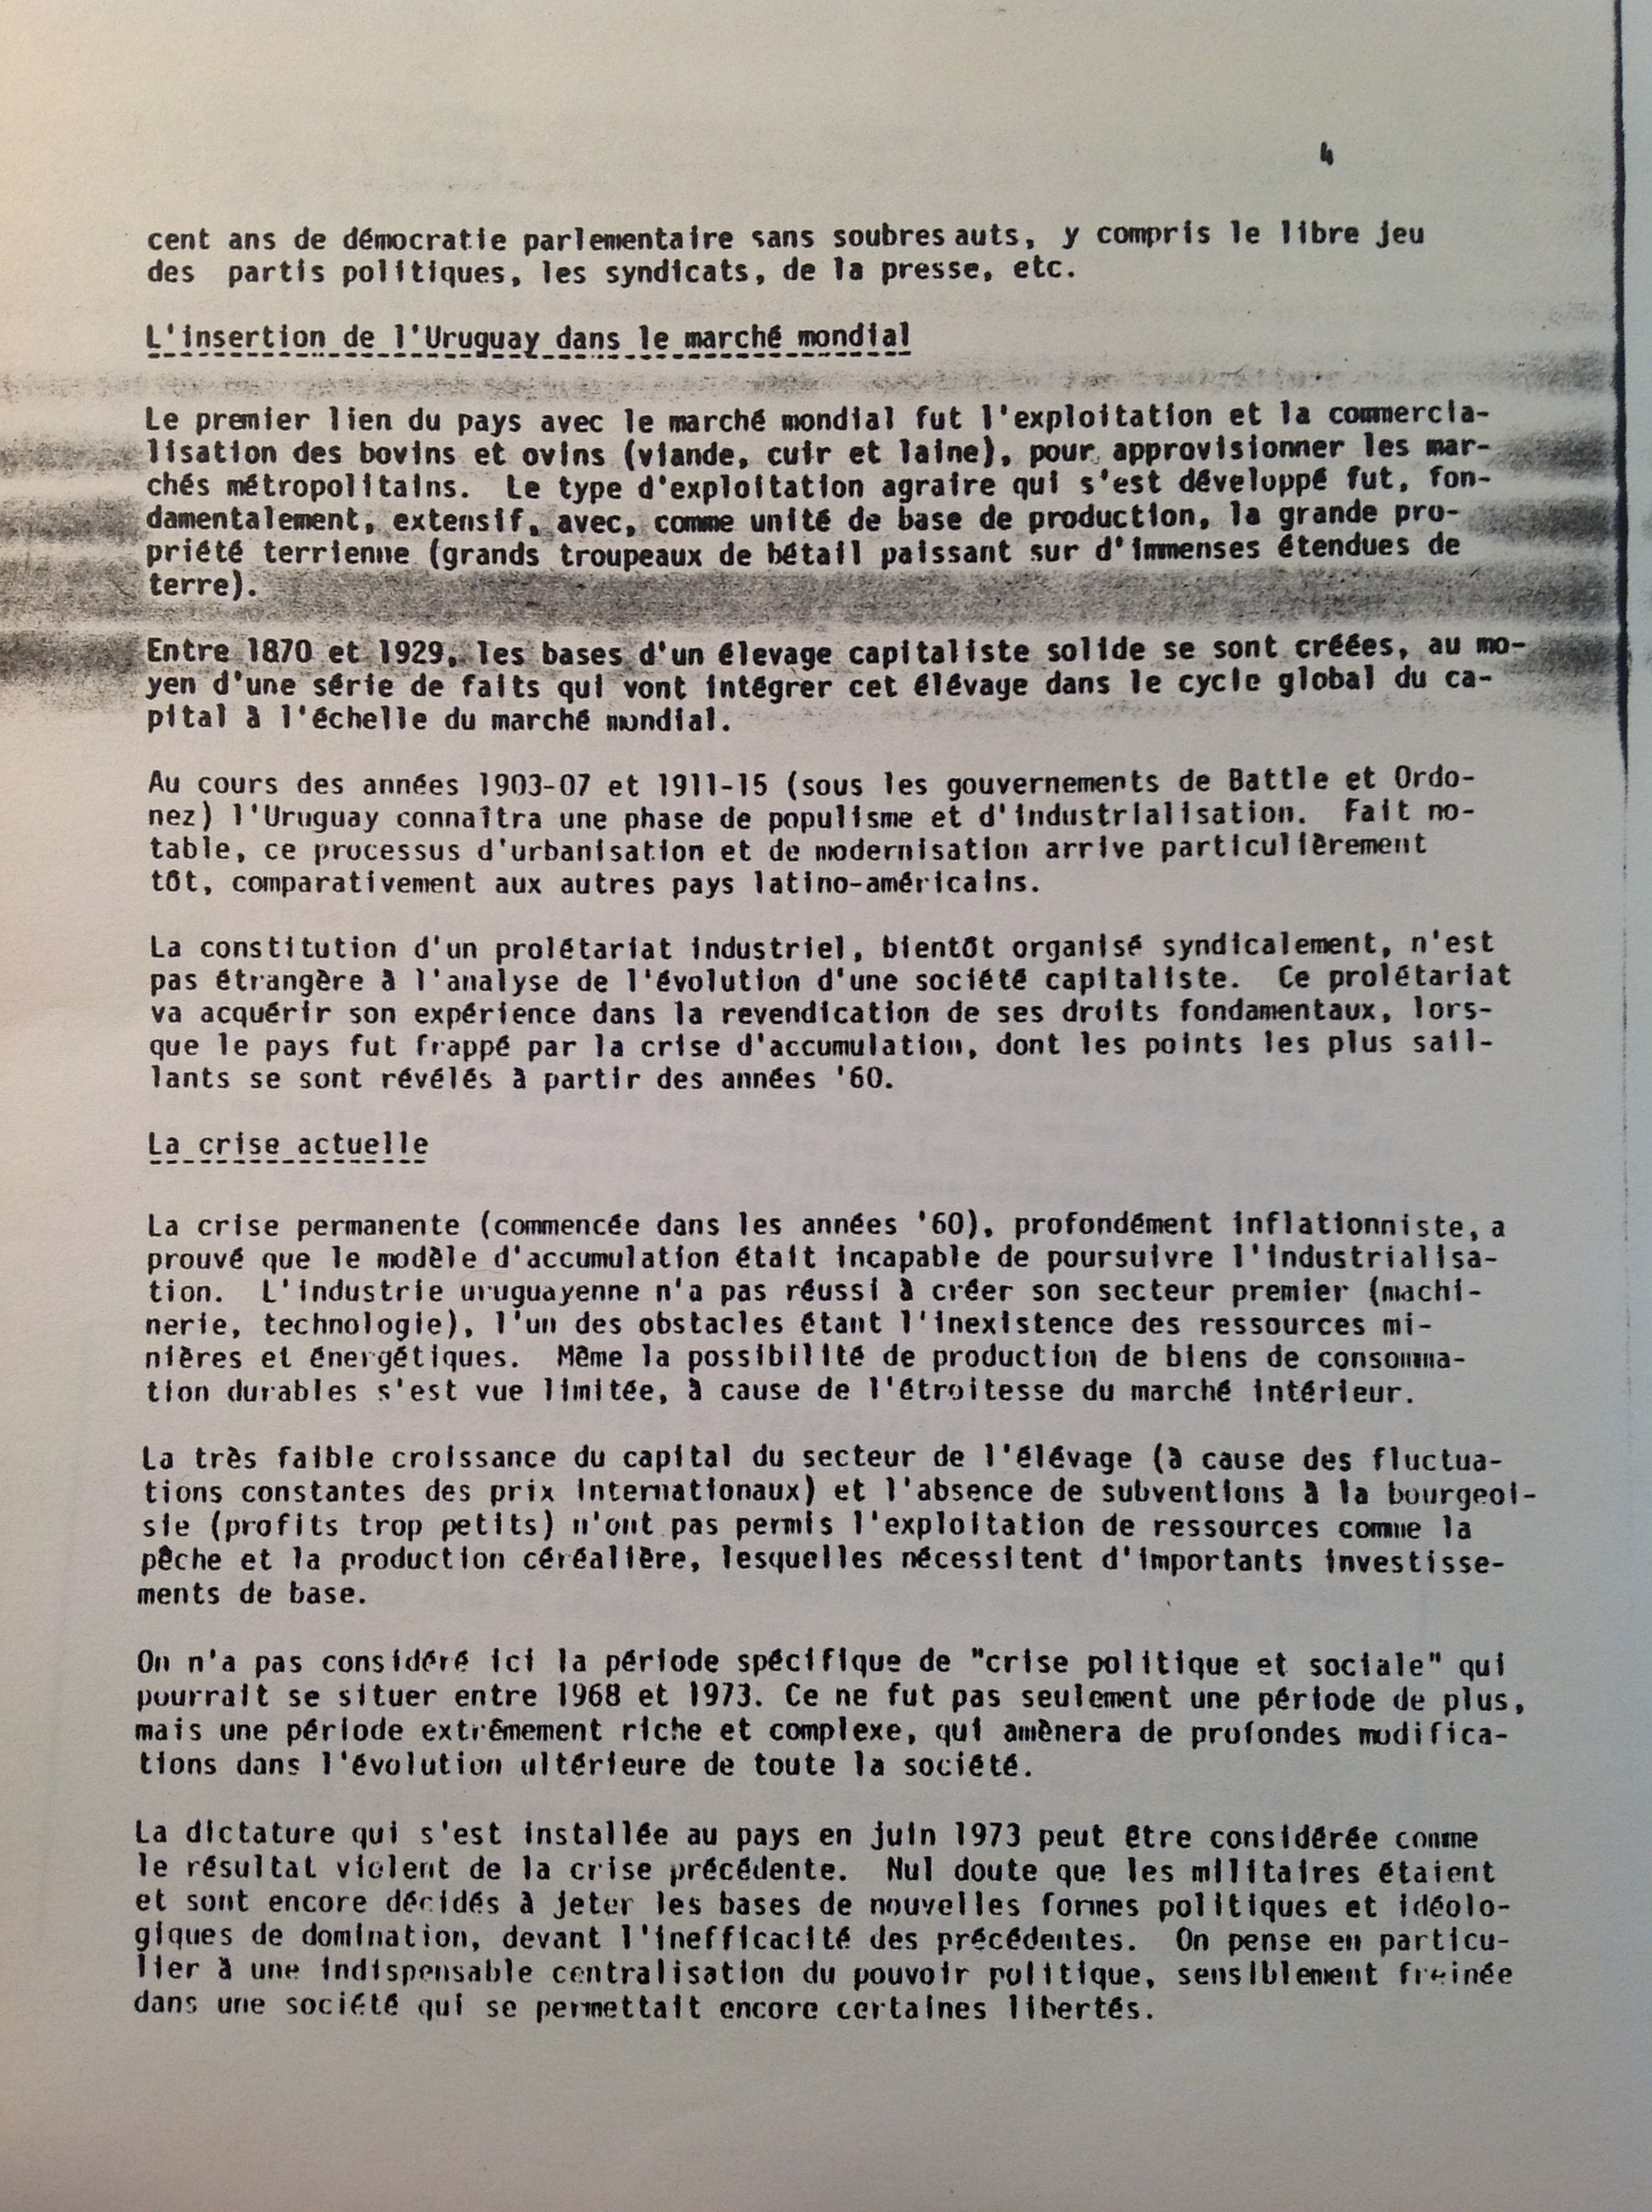 4
cent ans de démocratie parlementaire sans soubres auts, y compris le libre jeu
des partis politiques, les syndicats, de la presse, etc.
L'insertion de l'Uruguay dans le marché mondial
Le premier lien du pays avec le marché mondial fut l'exploitation et la commercia-
lisation des bovins et ovins (viande, cuir et laine), pour approvisionner les mar-
chés métropolitains. Le type d'exploitation agraire qui s'est développé fut, fon-
damentalement, extensif, avec, comme unité de base de production, la grande pro-
priété terrienne (grands troupeaux de bétail paissant sur d'immenses étendues de
terre).
Entre 1870 et 1929, les bases d'un élevage capitaliste solide se sont créées, au mo-
yen d'une série de faits qui vont intégrer cet élévage dans le cycle global du ca-
pital à l'échelle du marché mondial.
Au cours des années 1903-07 et 1911-15 (sous les gouvernements de Battle et Ordo-
nez) l'Uruguay connaîtra une phase de populisme et d'industrialisation. Fait no-
table, ce processus d'urbanisation et de modernisation arrive particulièrement
tôt, comparativement aux autres pays latino-américains.
La constitution d'un prolétariat industriel, bientôt organisé syndicalement, n'est
pas étrangère à l'analyse de l'évolution d'une société capitaliste. Ce prolétariat
va acquérir son expérience dans la revendication de ses droits fondamentaux, lors-
que le pays fut frappé par la crise d'accumulation, dont les points les plus sail-
lants se sont révélés à partir des années '60.
La crise actuelle
La crise permanente (commencée dans les années '60), profondément inflationniste, a
prouvé que le modèle d'accumulation était incapable de poursuivre l'industrialisa-
tion. L'industrie uruguayenne n'a pas réussi à créer son secteur premier (machi-
nerie, technologie), l'un des obstacles étant l'inexistence des ressources mi-
nières et énergétiques. Même la possibilité de production de biens de consomma-
tion durables s'est vue limitée, à cause de l'étroitesse du marché intérieur.
La très faible croissance du capital du secteur de l'élévage (à cause des fluctua-
tions constantes des prix internationaux) et l'absence de subventions à la bourgeoi-
sie (profits trop petits) n'ont pas permis l'exploitation de ressources comme la
pêche et la production céréalière, lesquelles nécessitent d'importants investisse-
ments de base.
On n'a pas considéré ici la période spécifique de "crise politique et sociale" qui
pourrait se situer entre 1968 et 1973. Ce ne fut pas seulement une période de plus,
mais une période extrêmement riche et complexe, qui amènera de profondes modifica-
tions dans l'évolution ultérieure de toute la société.
La dictature qui s'est installée au pays en juin 1973 peut être considérée comme
le résultat violent de la crise précédente. Nul doute que les militaires étaient
et sont encore décidés à jeter les bases de nouvelles formes politiques et idéolo-
giques de domination, devant l'inefficacité des précédentes. On pense en particu-
lier à une indispensable centralisation du pouvoir politique, sensiblement freinée
dans une société qui se permettait encore certaines libertés.